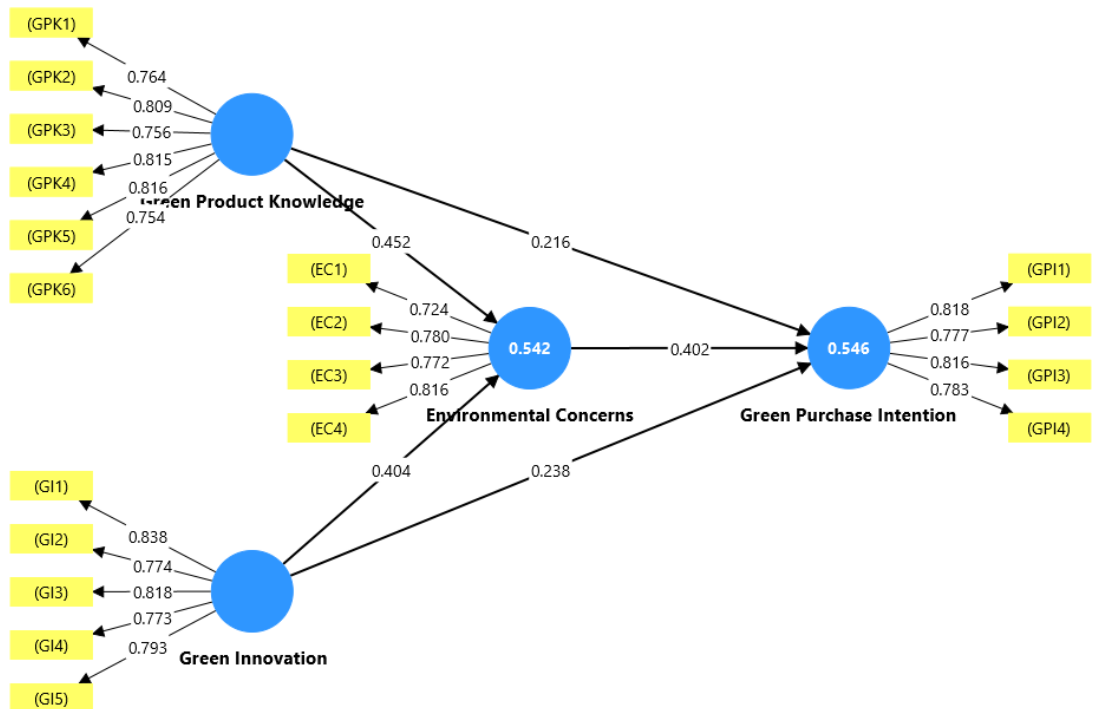 (GPK1)
(GPK2)
(GPK3)
(GPK4)
(GPK5)
(GPK6)
0.764
0.809
0.756
0.815
0.816
0.754
Green Product Knowledge
0.452
0.216
(EC1)
(EC2)
(EC3)
(EC4)
0.724
0.780
0.772
0.816
0.542
Environmental Concerns
0.402
0.546
Green Purchase Intention
0.818
0.777
0.816
0.783
(GPI1)
(GPI2)
(GPI3)
(GPI4)
0.404
0.238
(GI1)
(GI2)
(GI3)
(GI4)
(GI5)
0.838
0.774
0.818
0.773
0.793
Green Innovation